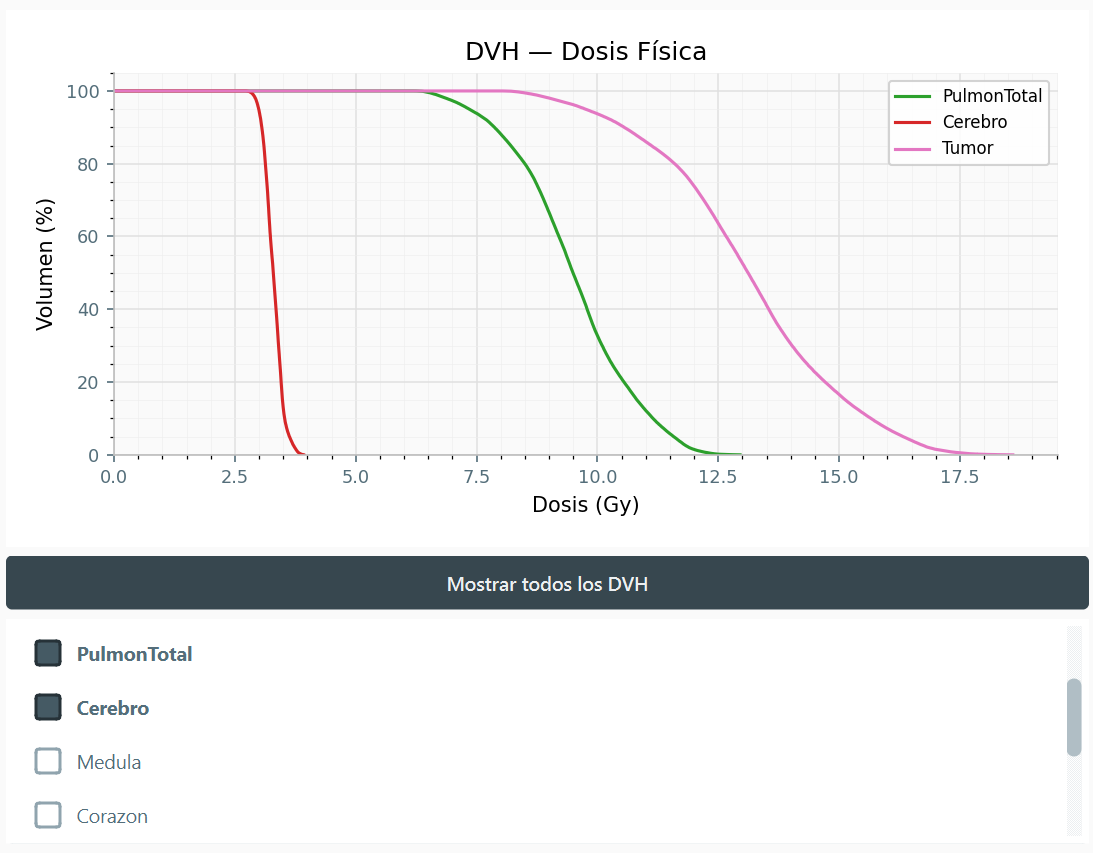 DVH — Dosis Física
100
80
60
40
20
0
Volumen (%)
PulmonTotal
Cerebro
Tumor
0.0 2.5 5.0 7.5 10.0 12.5 15.0 17.5
Dosis (Gy)
Mostrar todos los DVH
PulmonTotal
Cerebro
Medula
Corazon